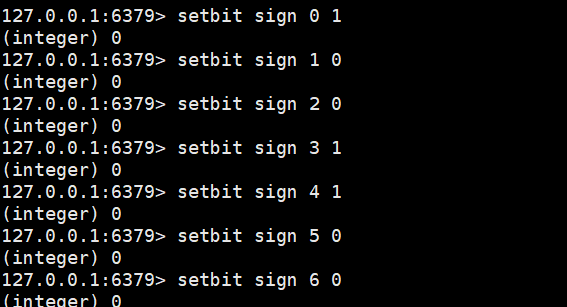 127.0.0.1:6379> setbit sign 0 1
(integer) 0
127.0.0.1:6379> setbit sign 1 0
(integer) 0
127.0.0.1:6379> setbit sign 2 0
(integer) 0
127.0.0.1:6379> setbit sign 3 1
(integer) 0
127.0.0.1:6379> setbit sign 4 1
(integer) 0
127.0.0.1:6379> setbit sign 5 0
(integer) 0
127.0.0.1:6379> setbit sign 6 0
(integer) 0